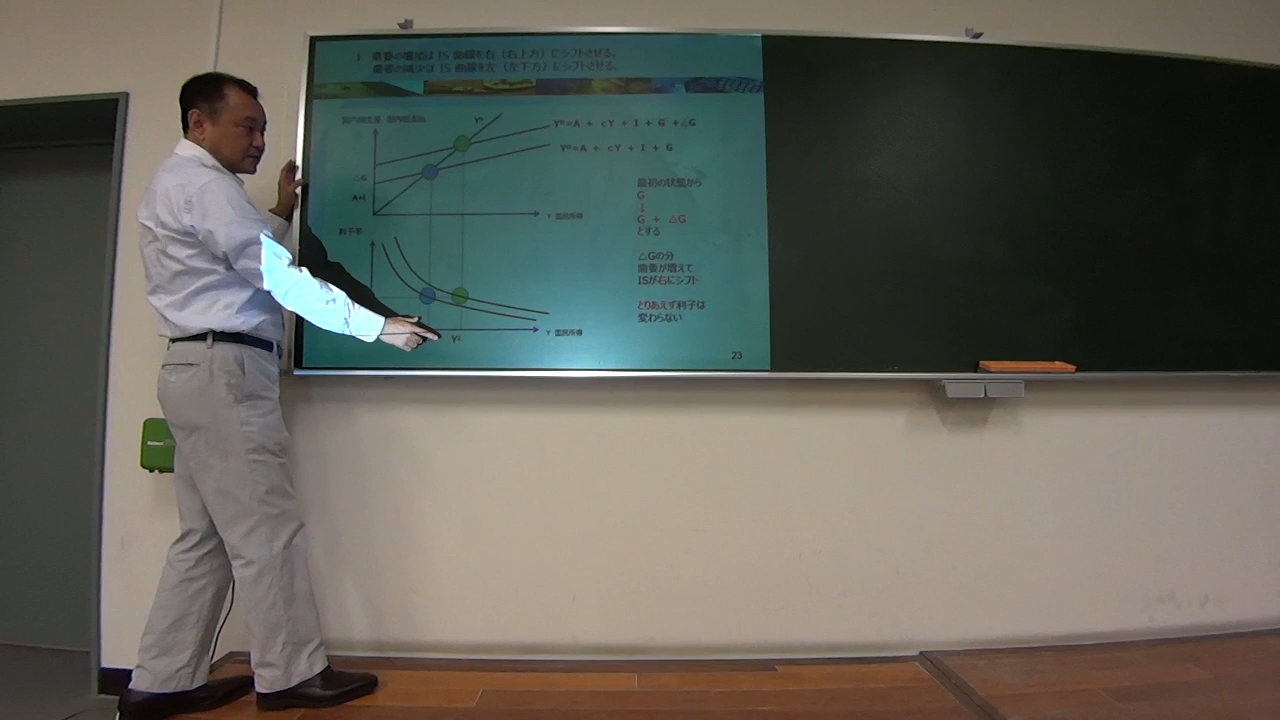 需要の増加は IS 曲線を右（右上方）にシフトさせる。
需要の減少は IS 曲線を左（左下方）にシフトさせる。
Yᴰ=A + cY + I + G +△G
Yᴰ=A + cY + I + G
△G
A+I
Y 国民所得
利子率
Y 国民所得
最初の状態から
G
↓
G + △G
とする
△Gの分
需要が増えて
ISが右にシフト
とりあえず利子は
変わらない
23